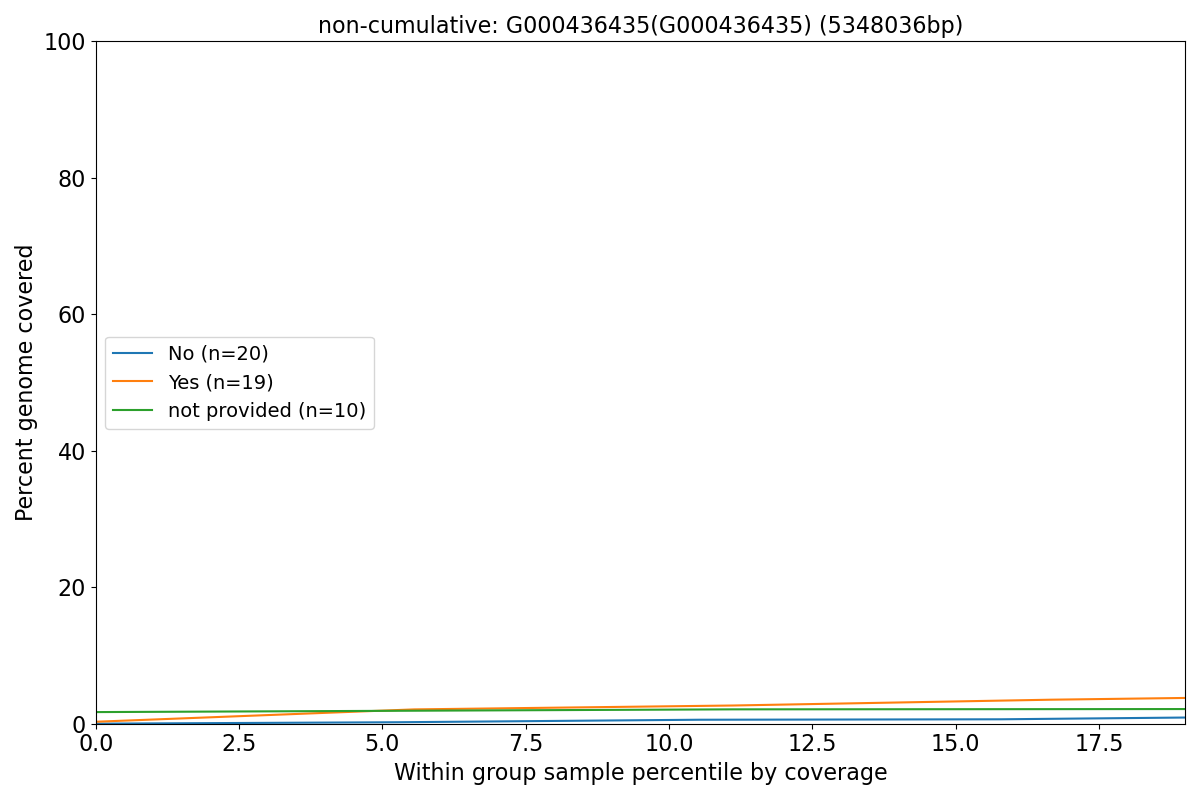 non-cumulative: G000436435(G000436435) (5348036bp)
100
80
60
40
20
0
Percent genome covered
No (n=20)
Yes (n=19)
not provided (n=10)
0.0 2.5 5.0 7.5 10.0 12.5 15.0 17.5
Within group sample percentile by coverage